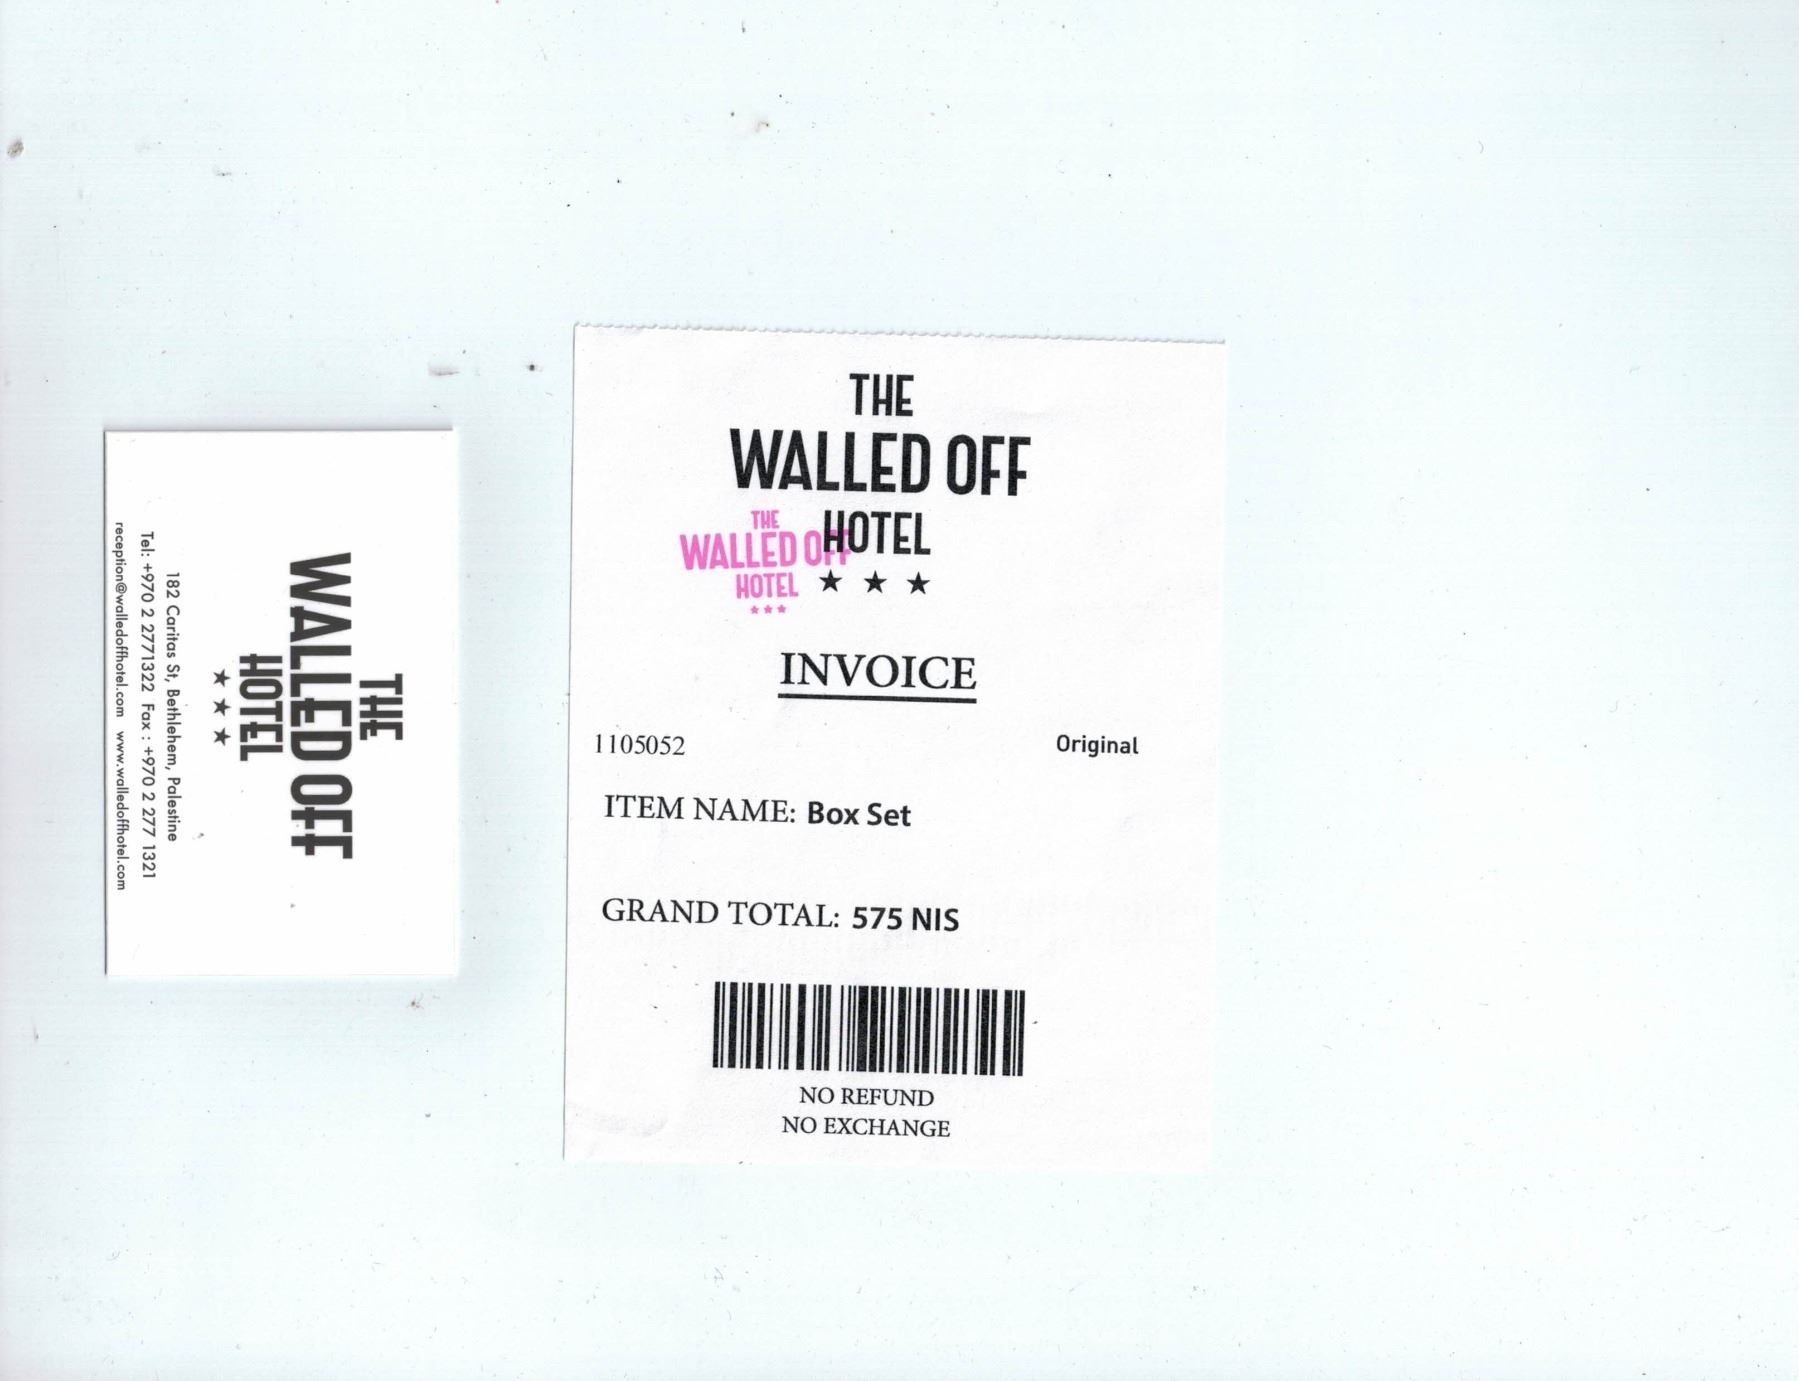 THE
WALLED OFF
HOTEL
★ ★ ★
182 Caritas St, Bethlehem, Palestine
Tel: +970 2 2771322 Fax : +970 2 277 1321
reception@walledoffhotel.com www.walledoffhotel.com
THE
WALLED OFF
HOTEL
★ ★ ★
THE
WALLED OFF
HOTEL
★★★
INVOICE
1105052 Original
ITEM NAME: Box Set
GRAND TOTAL: 575 NIS
NO REFUND
NO EXCHANGE